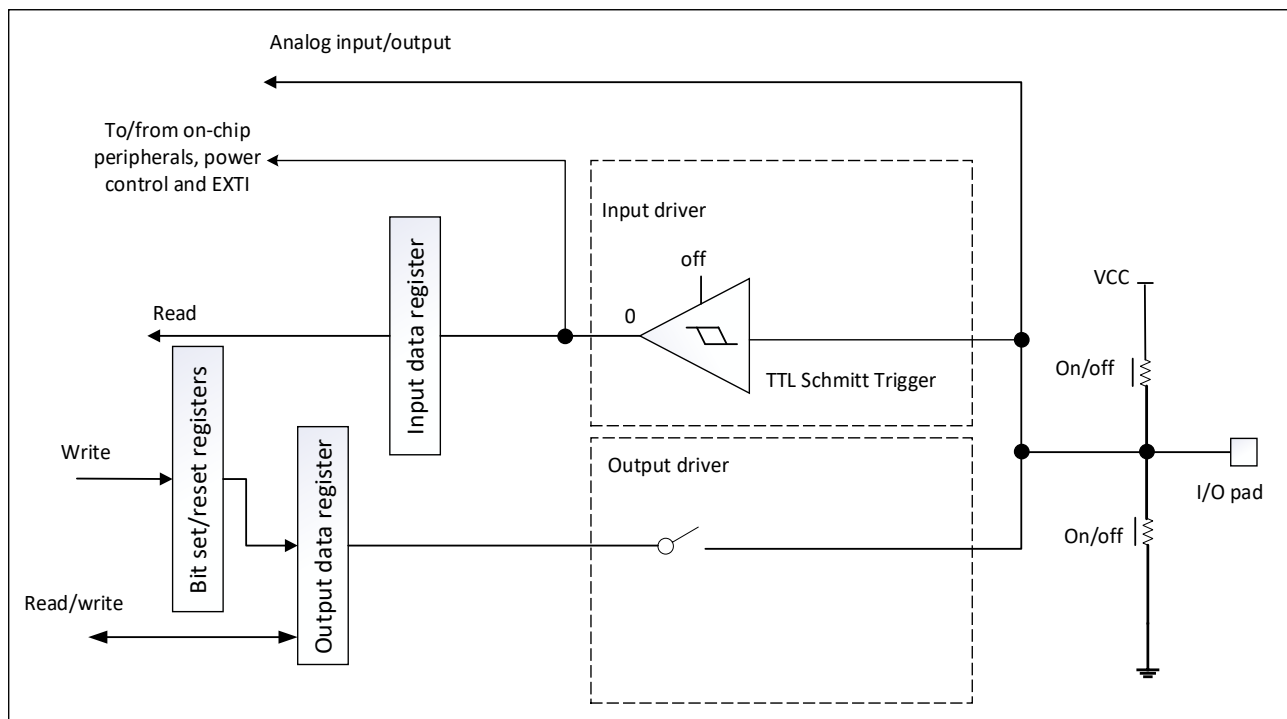 Analog input/output
To/from on-chip
peripherals, power
control and EXTI
Input driver
off
VCC
Input data register
Read
0
On/off
TTL Schmitt Trigger
Bit set/reset registers
Write
Output data register
Output driver
I/O pad
On/off
Read/write